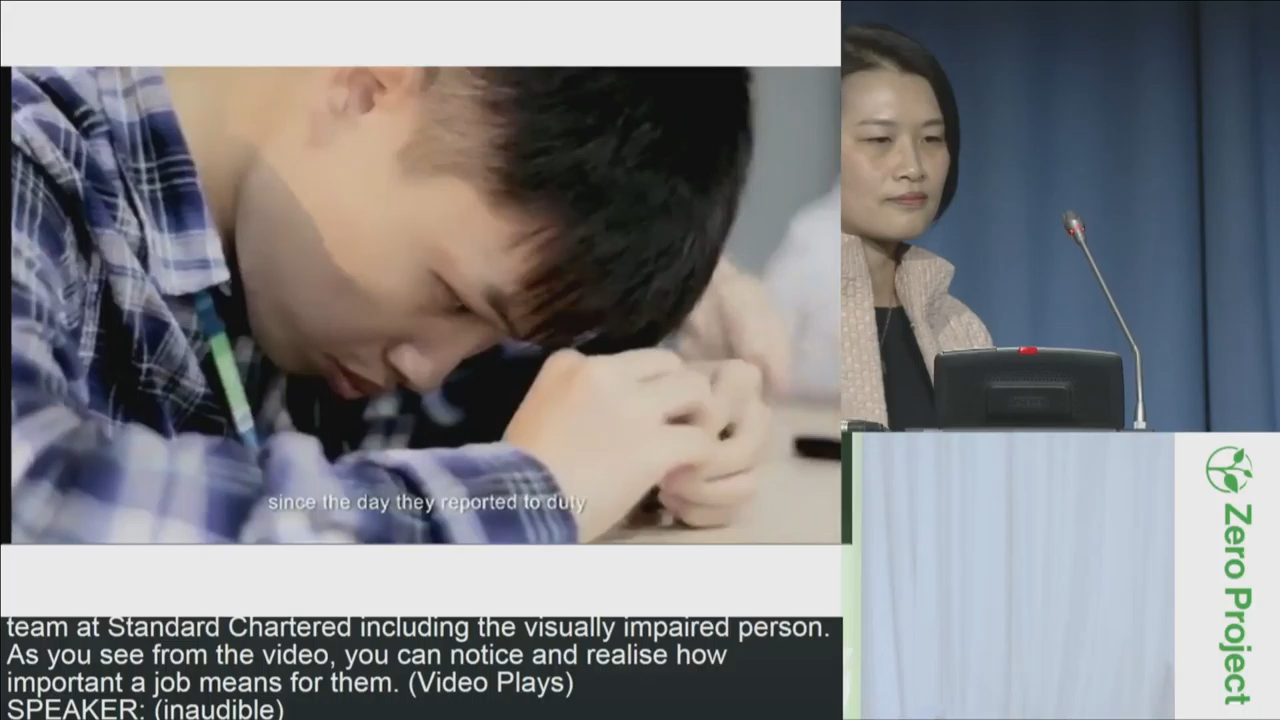 since the day they reported to duty
team at Standard Chartered including the visually impaired person.
As you see from the video, you can notice and realise how
important a job means for them. (Video Plays)
SPEAKER: (inaudible)
Zero Project